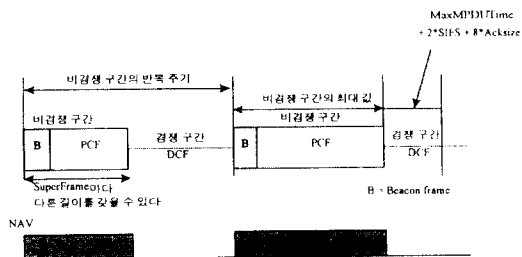 MaxMPDUTime
+ 2*SIFS + 8*Acksize
비경쟁 구간의 반복 주기
비경쟁 구간의 최대 값
비경쟁 구간
비경쟁 구간
B
PCF
경쟁 구간
DCF
B
PCF
경쟁 구간
DCF
SuperFrame마다
다른 길이를 갖을 수 있다
B = Beacon frame
NAV